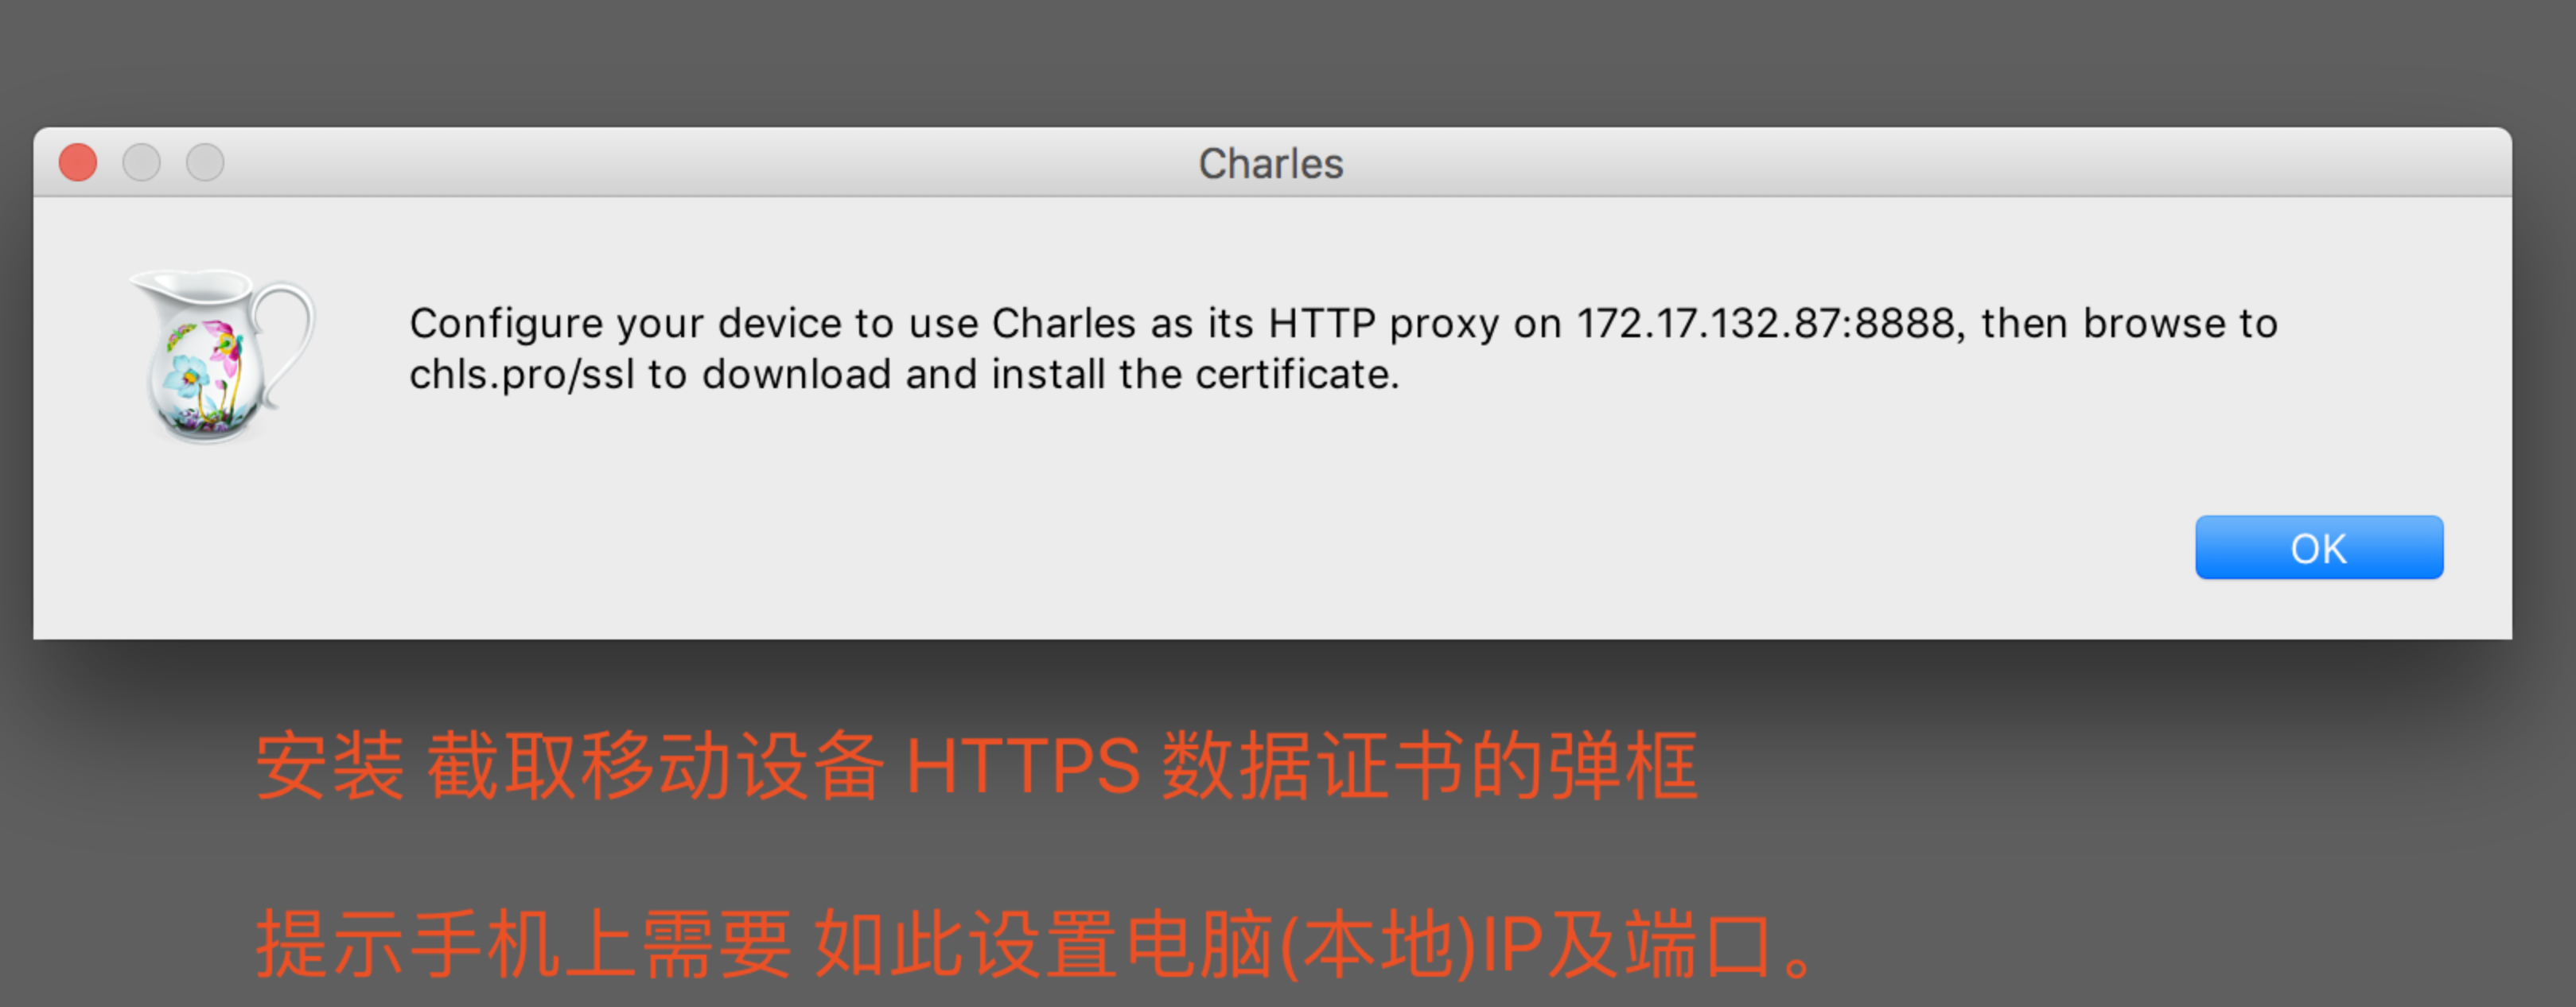 Charles
Configure your device to use Charles as its HTTP proxy on 172.17.132.87:8888, then browse to
chls.pro/ssl to download and install the certificate.
OK
安装 截取移动设备 HTTPS 数据证书的弹框
提示手机上需要 如此设置电脑(本地)IP及端口。